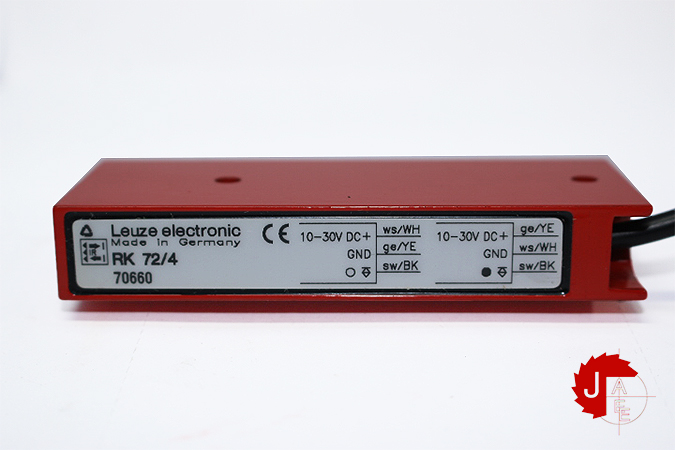 Leuze electronic
Made in Germany
RK 72/4
70660
CE
10-30V DC+ ws/WH
GND ge/YE
sw/BK
10-30V DC+ ge/YE
GND ws/WH
sw/BK
J